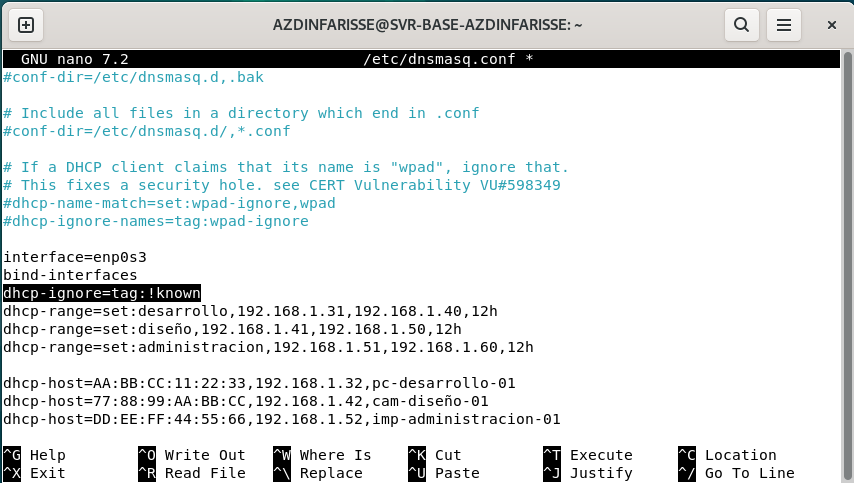 AZDINFARISSE@SVR-BASE-AZDINFARISSE: ~
GNU nano 7.2 /etc/dnsmasq.conf *
#conf-dir=/etc/dnsmasq.d,.bak
# Include all files in a directory which end in .conf
#conf-dir=/etc/dnsmasq.d/,*.conf
# If a DHCP client claims that its name is "wpad", ignore that.
# This fixes a security hole. see CERT Vulnerability VU#598349
#dhcp-name-match=set:wpad-ignore,wpad
#dhcp-ignore-names=tag:wpad-ignore
interface=enp0s3
bind-interfaces
dhcp-ignore=tag:!known
dhcp-range=set:desarrollo,192.168.1.31,192.168.1.40,12h
dhcp-range=set:diseño,192.168.1.41,192.168.1.50,12h
dhcp-range=set:administracion,192.168.1.51,192.168.1.60,12h
dhcp-host=AA:BB:CC:11:22:33,192.168.1.32,pc-desarrollo-01
dhcp-host=77:88:99:AA:BB:CC,192.168.1.42,cam-diseño-01
dhcp-host=DD:EE:FF:44:55:66,192.168.1.52,imp-administracion-01
^G Help ^O Write Out ^W Where Is ^K Cut ^T Execute ^C Location
^X Exit ^R Read File ^\ Replace ^U Paste ^J Justify ^/ Go To Line